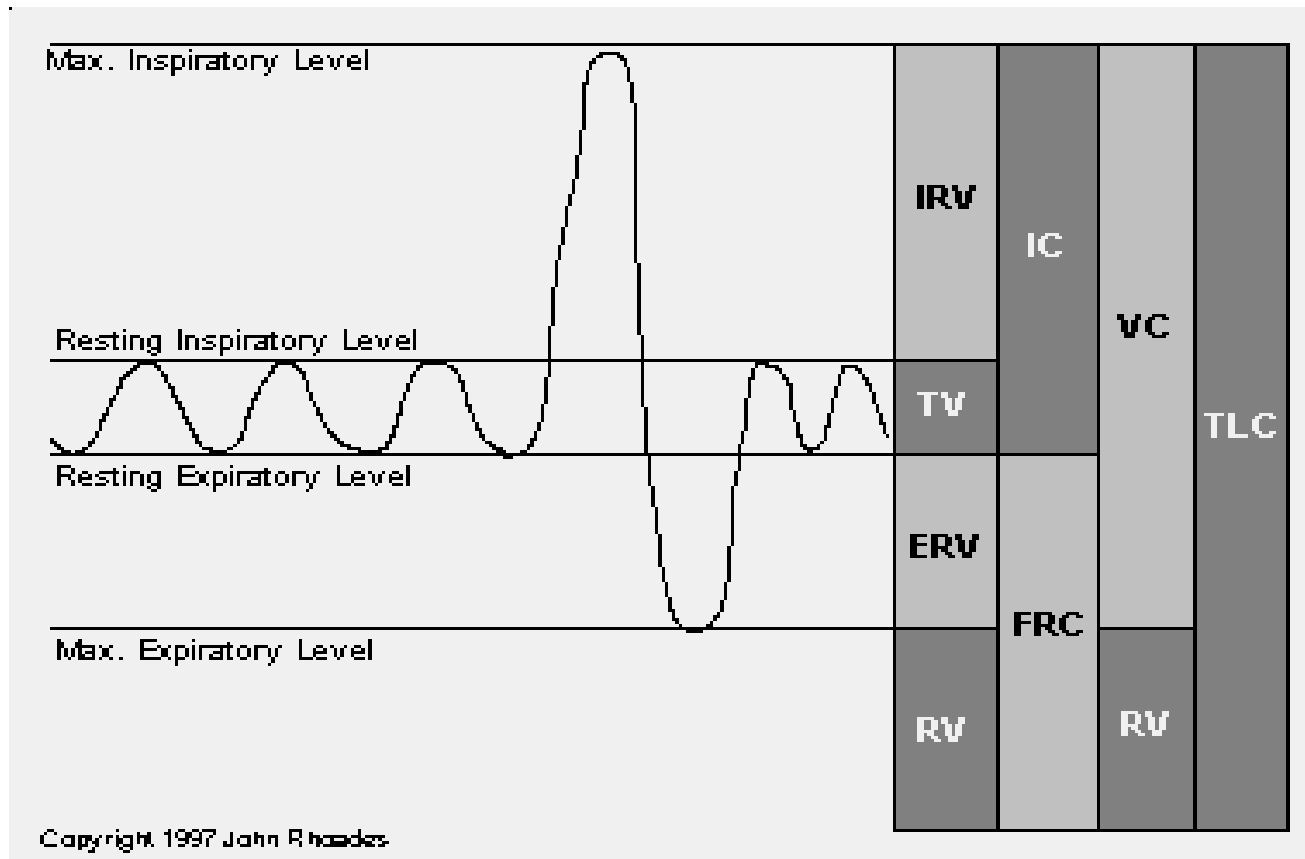 Max. Inspiratory Level
IRV
IC
VC
Resting Inspiratory Level
TV
TLC
Resting Expiratory Level
ERV
FRC
Max. Expiratory Level
RV
RV
Copyright 1997 John Rhoades